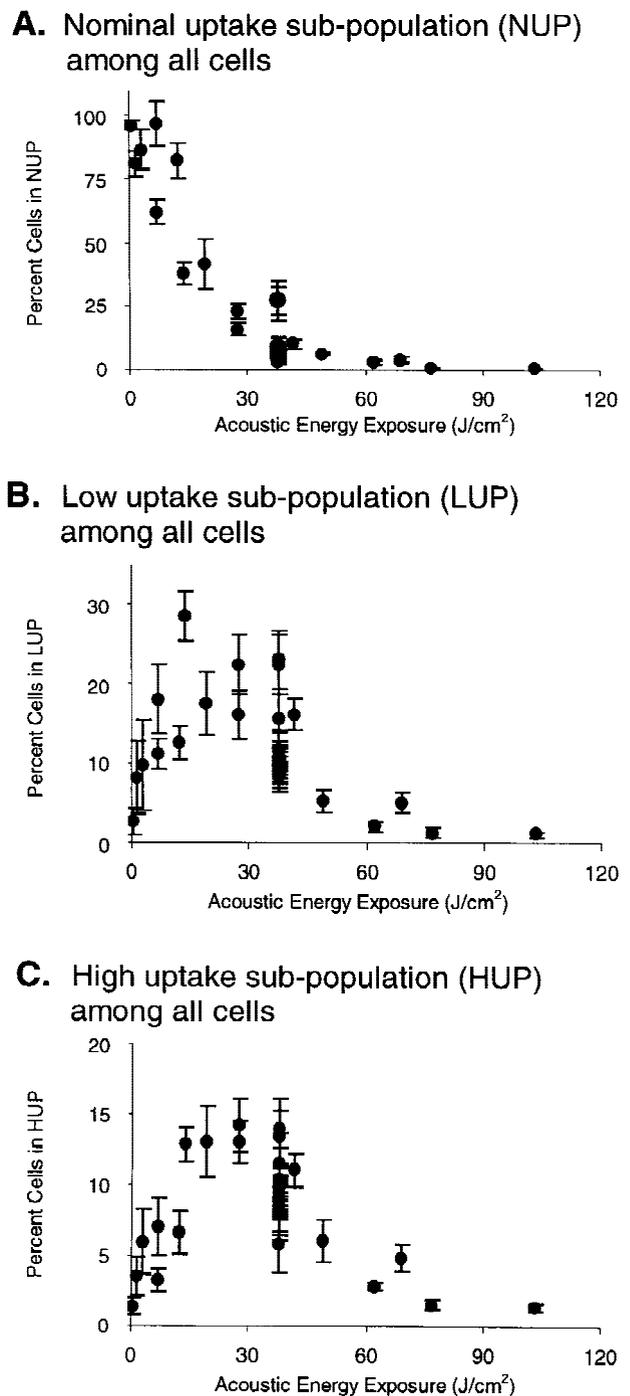 A. Nominal uptake sub-population (NUP)
among all cells
100
75
50
25
0
Percent Cells in NUP
0 30 60 90 120
Acoustic Energy Exposure (J/cm²)
B. Low uptake sub-population (LUP)
among all cells
30
20
10
0
Percent Cells in LUP
0 30 60 90 120
Acoustic Energy Exposure (J/cm²)
C. High uptake sub-population (HUP)
among all cells
20
15
10
5
0
Percent Cells in HUP
0 30 60 90 120
Acoustic Energy Exposure (J/cm²)